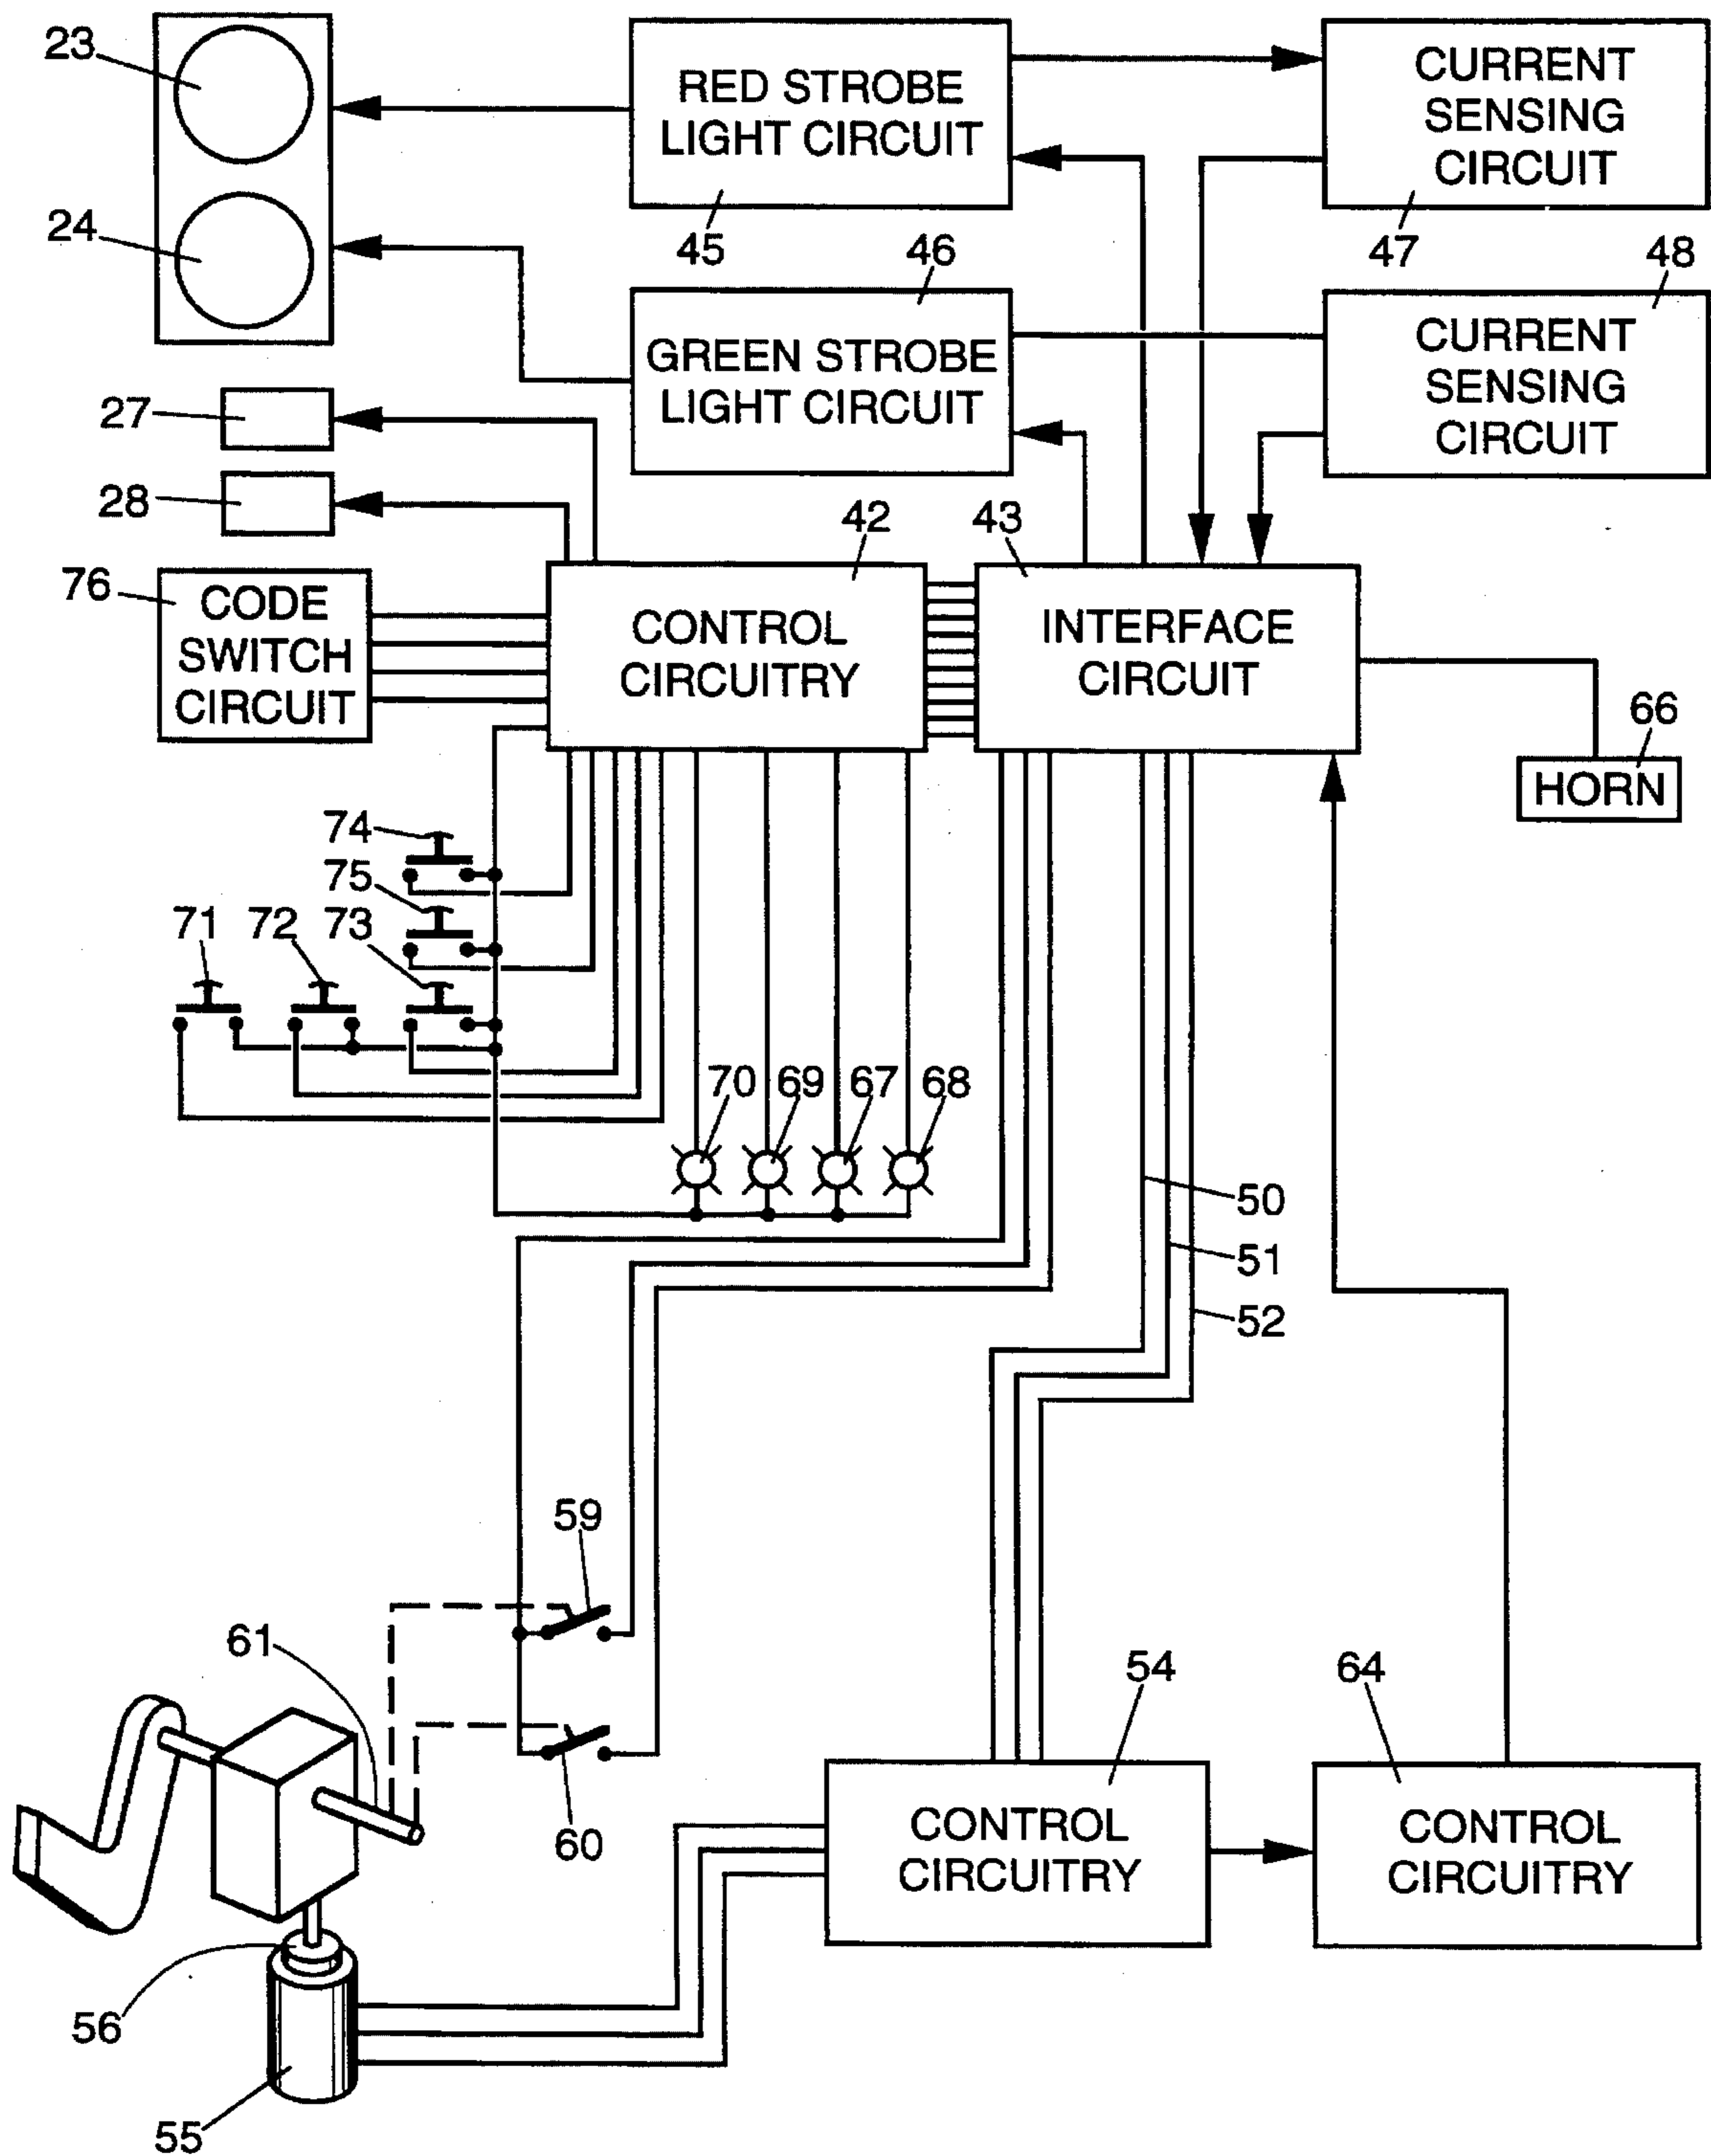 23
RED STROBE
LIGHT CIRCUIT
CURRENT
SENSING
CIRCUIT
24
45
46
47
48
GREEN STROBE
LIGHT CIRCUIT
CURRENT
SENSING
CIRCUIT
27
28
42
43
76
CODE
SWITCH
CIRCUIT
CONTROL
CIRCUITRY
INTERFACE
CIRCUIT
66
HORN
74
75
71
72
73
70
69
67
68
50
51
52
59
61
54
64
60
CONTROL
CIRCUITRY
CONTROL
CIRCUITRY
56
55